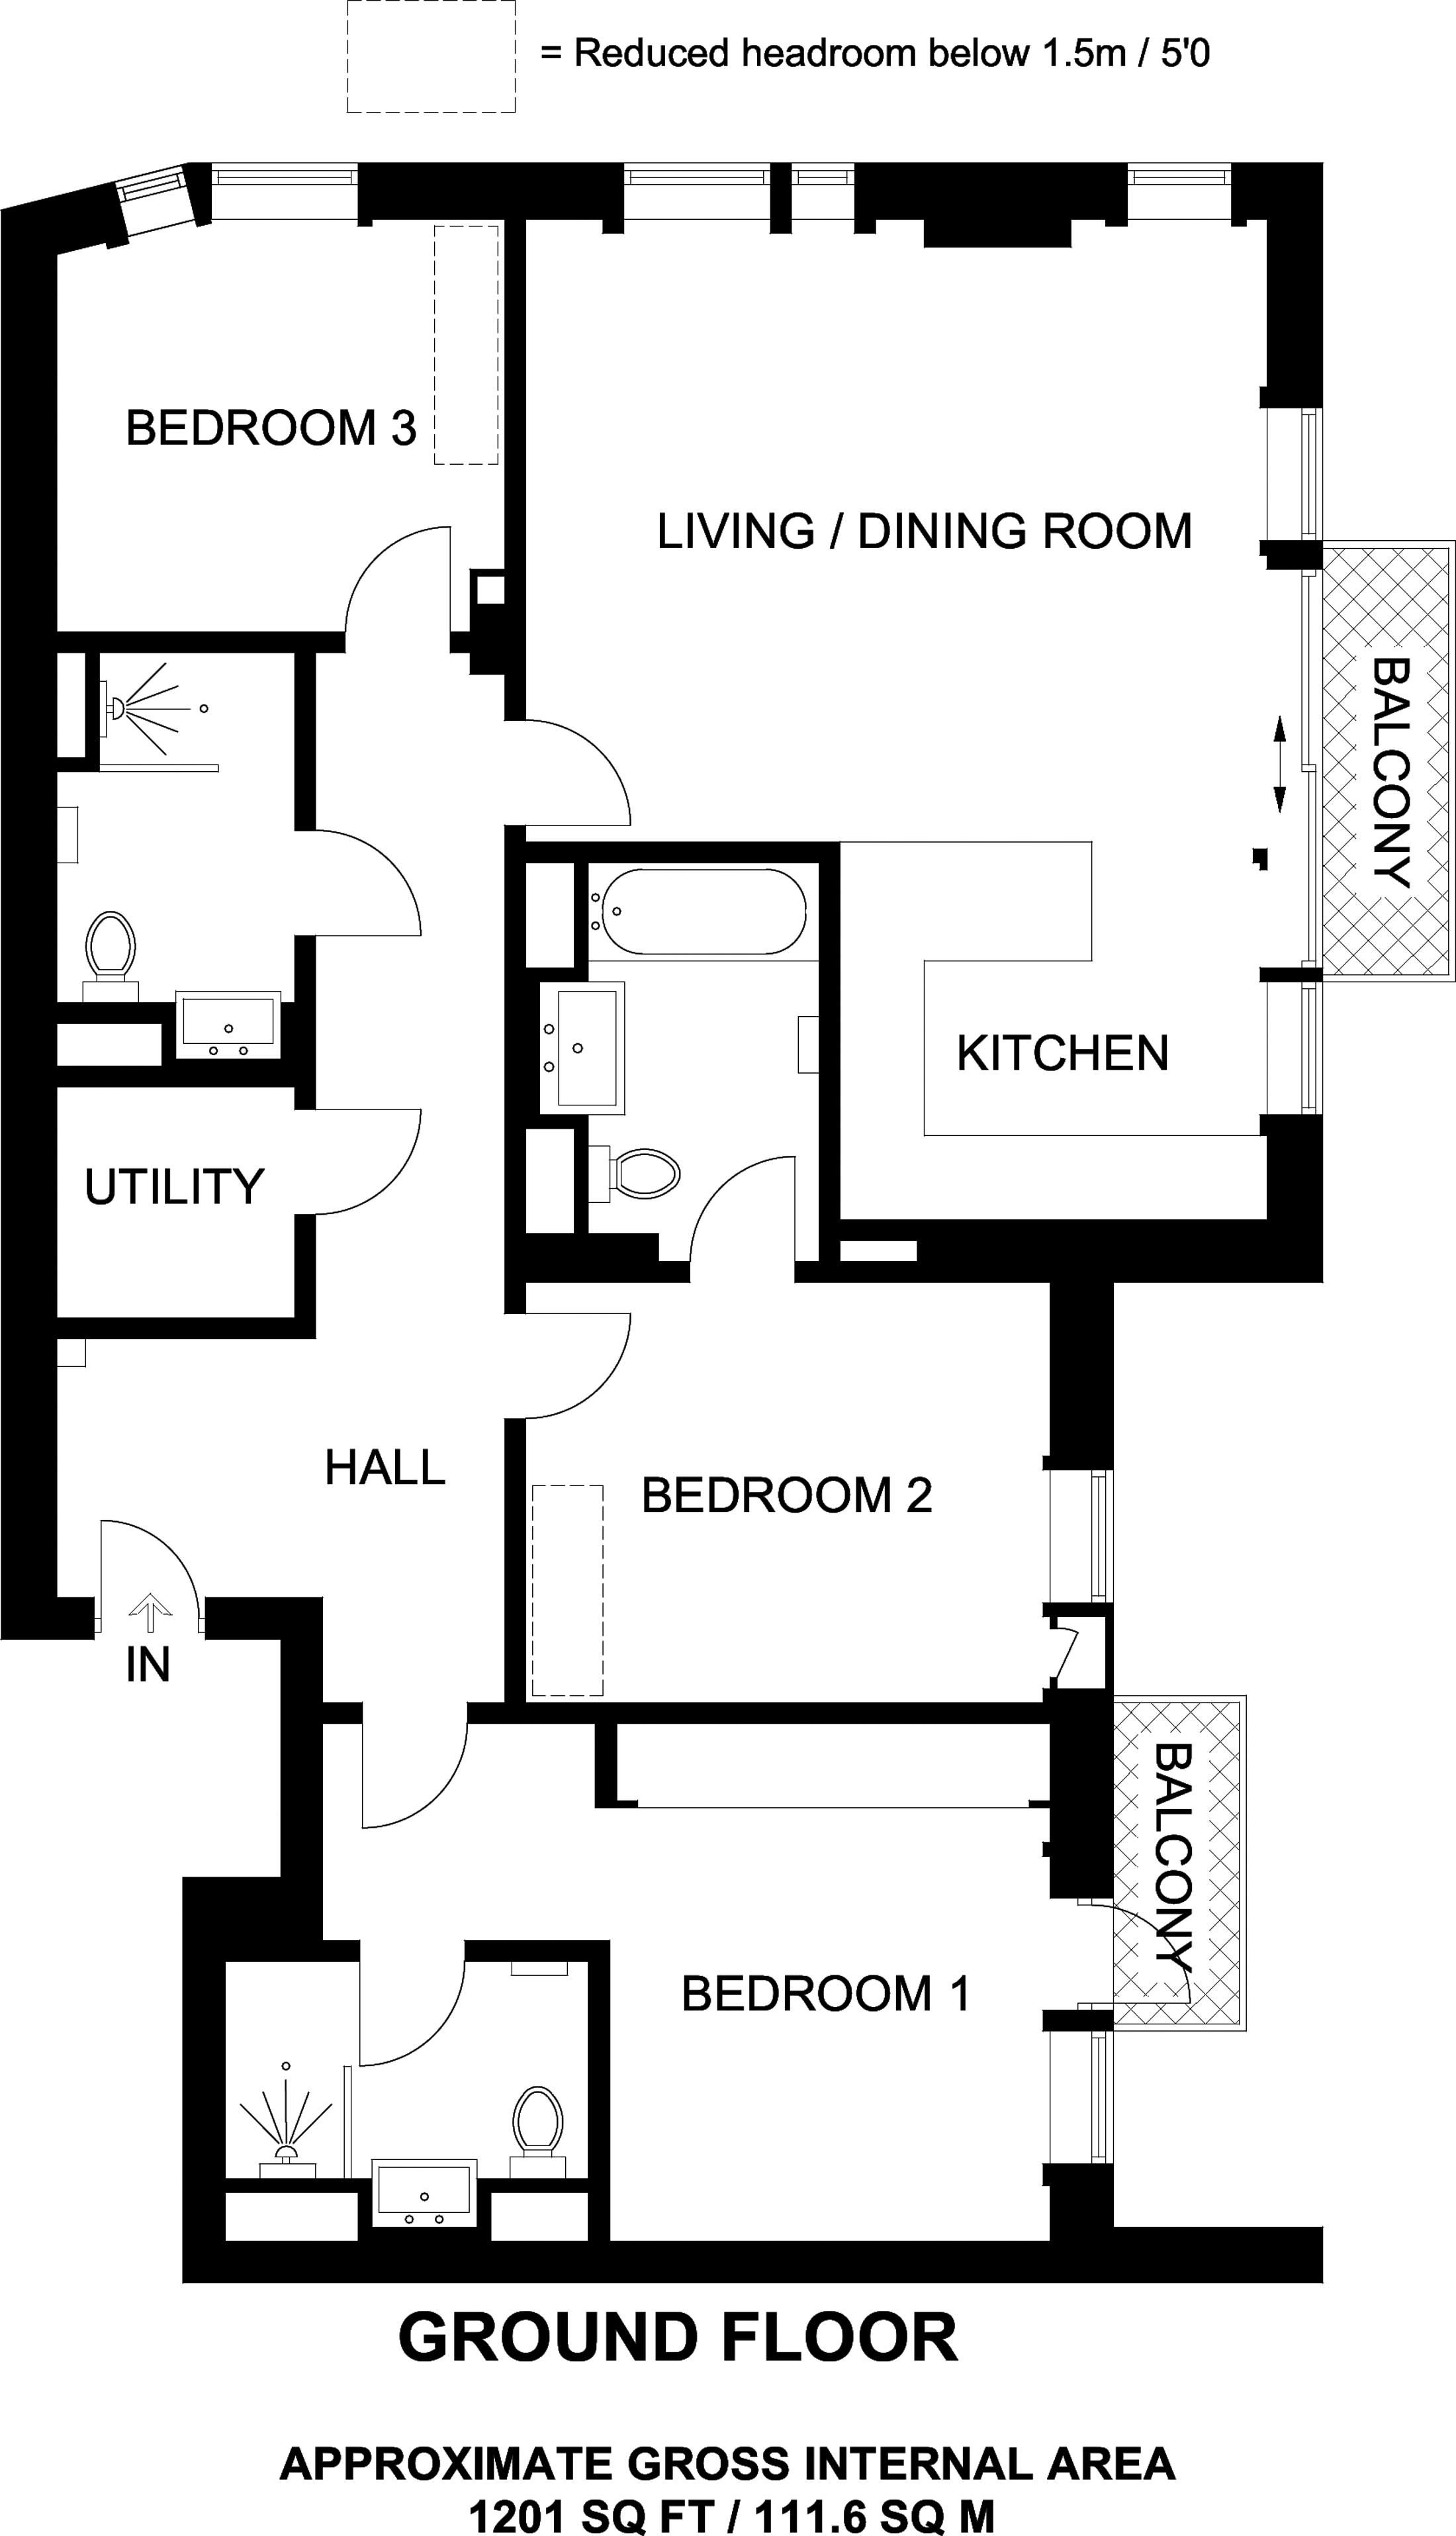 = Reduced headroom below 1.5m / 5'0
BEDROOM 3
LIVING / DINING ROOM
BALCONY
KITCHEN
UTILITY
HALL
BEDROOM 2
IN
BALCONY
BEDROOM 1
GROUND FLOOR
APPROXIMATE GROSS INTERNAL AREA
1201 SQ FT / 111.6 SQ M